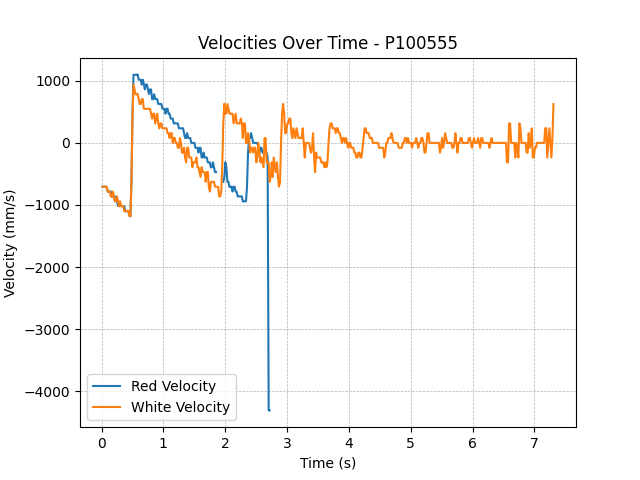 Velocities Over Time - P100555
Velocity (mm/s)
1000
0
−1000
−2000
−3000
−4000
Red Velocity
White Velocity
0 1 2 3 4 5 6 7
Time (s)